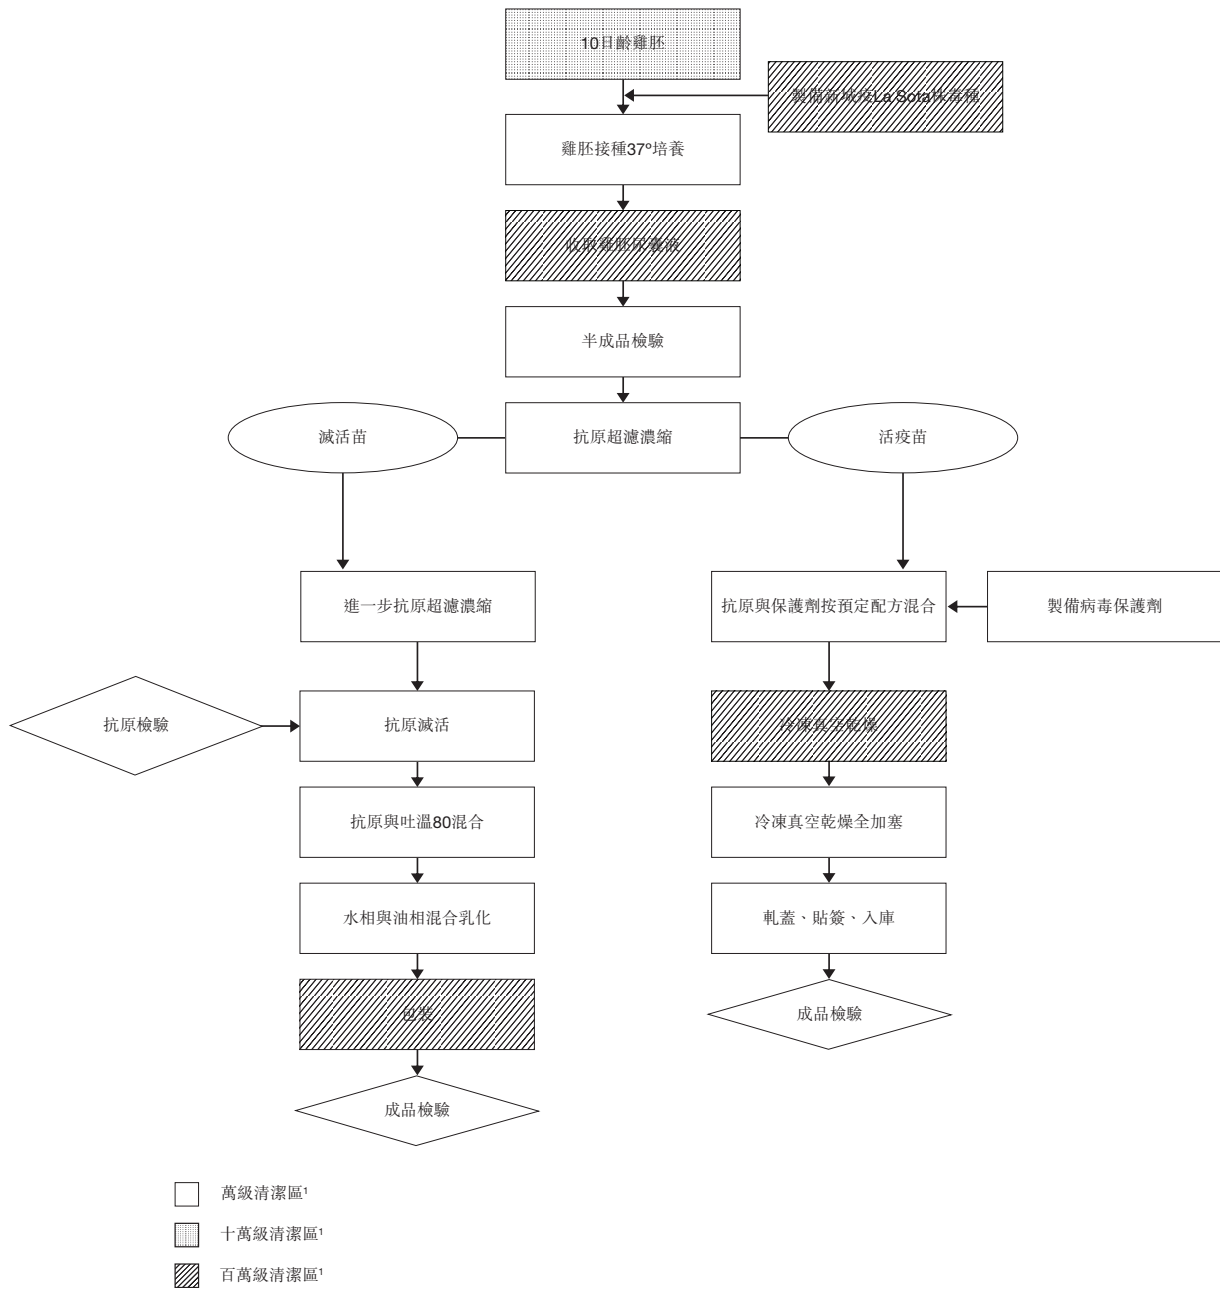 10日齡雞胚
製備新城疫La Sota株毒種
雞胚接種37º培養
收取雞胚尿囊液
半成品檢驗
滅活苗
抗原超濾濃縮
活疫苗
進一步抗原超濾濃縮
抗原與保護劑按預定配方混合
製備病毒保護劑
抗原檢驗
抗原滅活
冷凍真空乾燥
抗原與吐溫80混合
冷凍真空乾燥全加塞
水相與油相混合乳化
軋蓋、貼簽、入庫
包裝
成品檢驗
成品檢驗
萬級清潔區¹
十萬級清潔區¹
百萬級清潔區¹